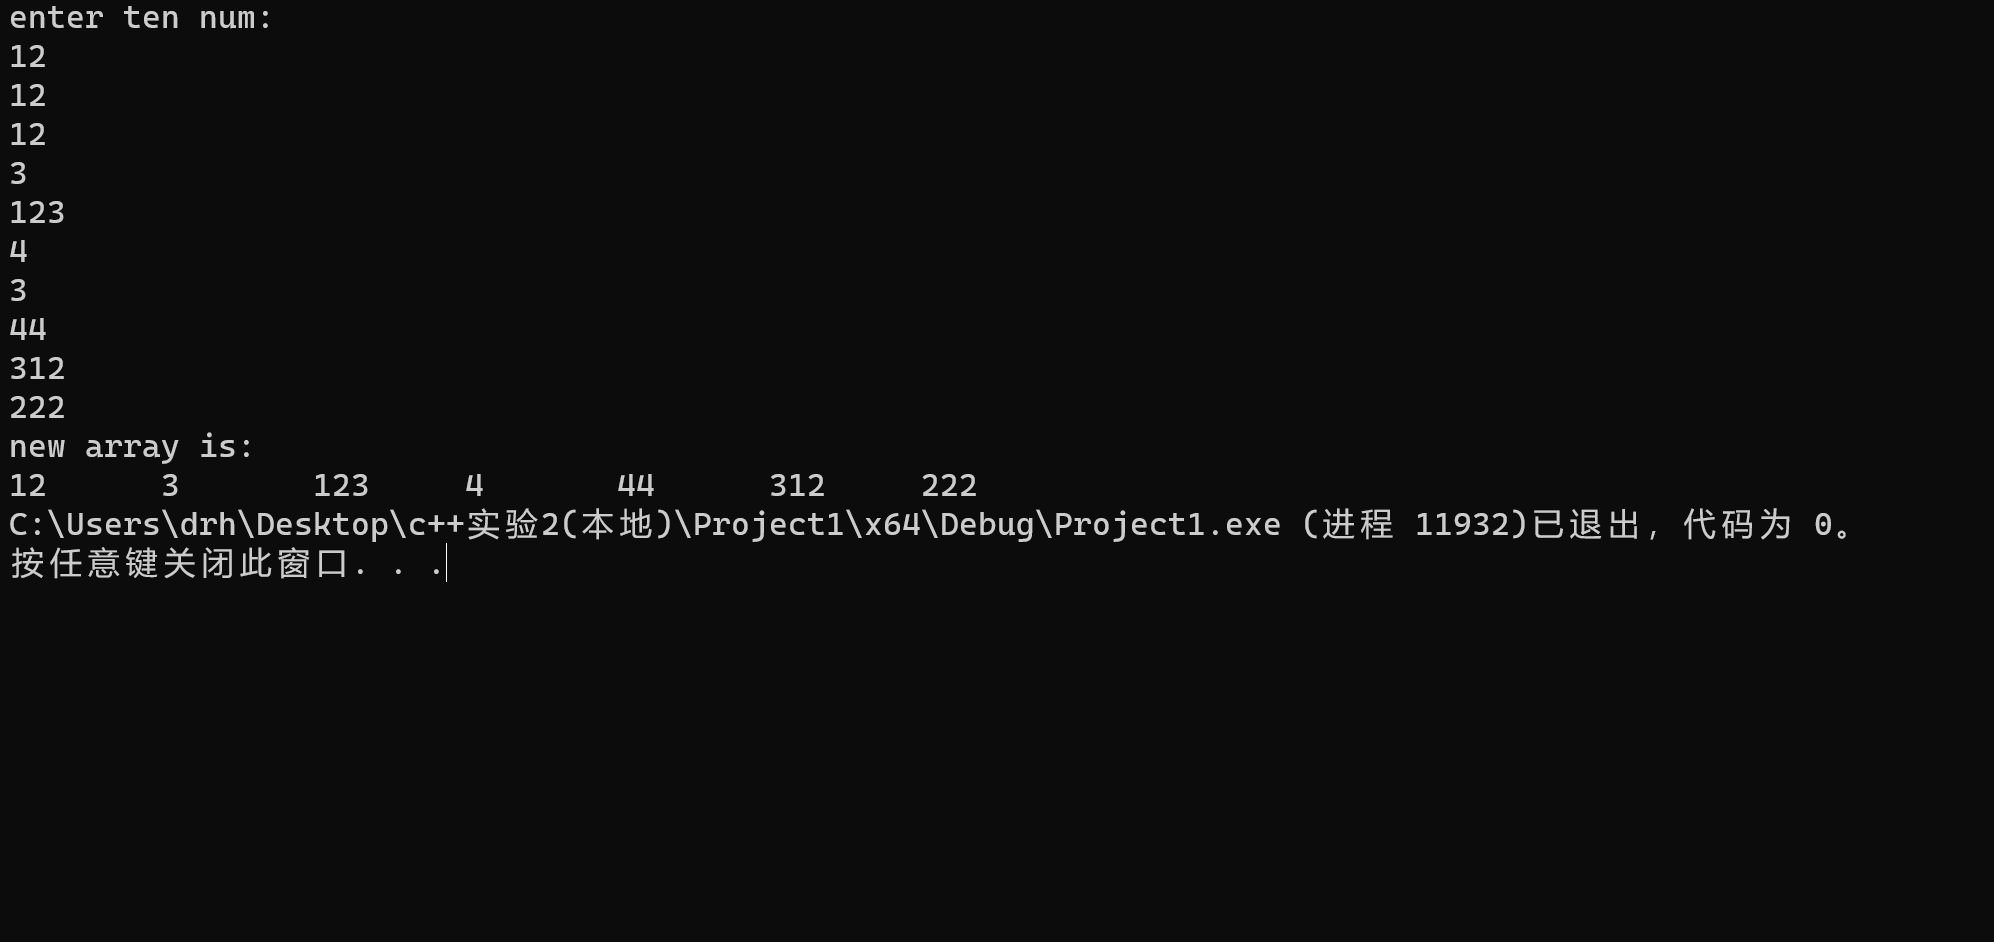 enter ten num:
12
12
12
3
123
4
3
44
312
222
new array is:
12      3       123     4       44      312     222
C:\Users\drh\Desktop\c++实验2(本地)\Project1\x64\Debug\Project1.exe (进程 11932)已退出，代码为 0。
按任意键关闭此窗口. . .